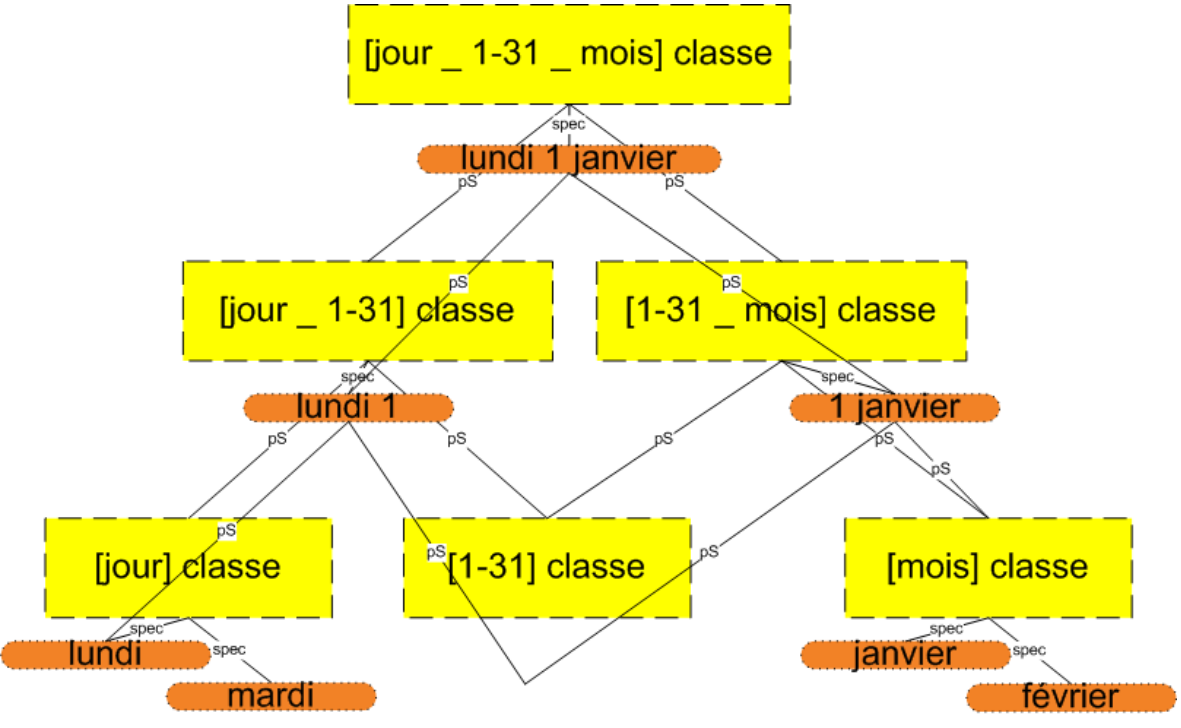 [jour _ 1-31 _ mois] classe
spec
lundi 1 janvier
pS
pS
pS
pS
[jour _ 1-31] classe
[1-31 _ mois] classe
spec
spec
lundi 1
1 janvier
pS
pS
pS
pS
pS
pS
pS
pS
[jour] classe
[1-31] classe
[mois] classe
spec
spec
lundi
spec
janvier
spec
mardi
février